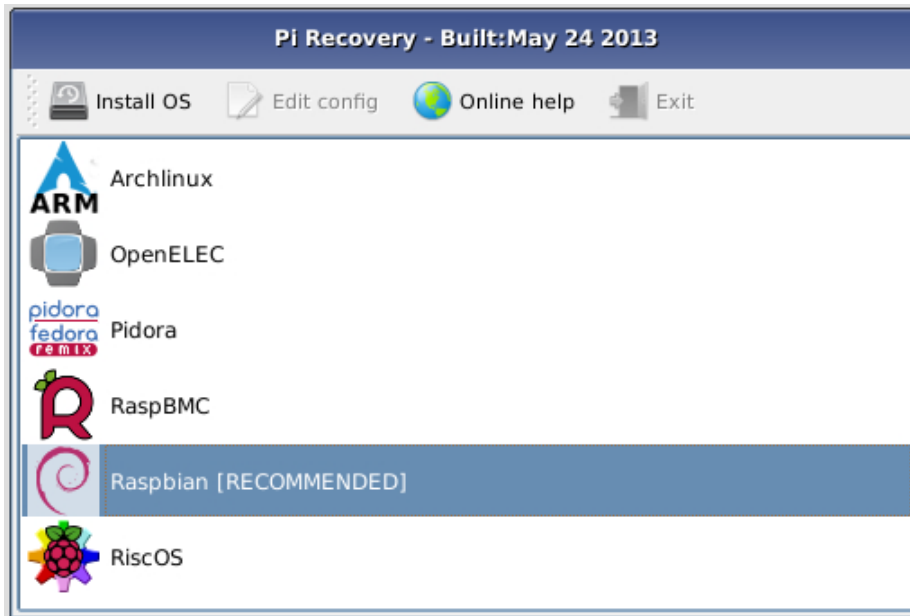 Pi Recovery - Built:May 24 2013
Install OS Edit config Online help Exit
ARM Archlinux
OpenELEC
pidora
fedora
remix
Pidora
RaspBMC
Raspbian [RECOMMENDED]
RiscOS